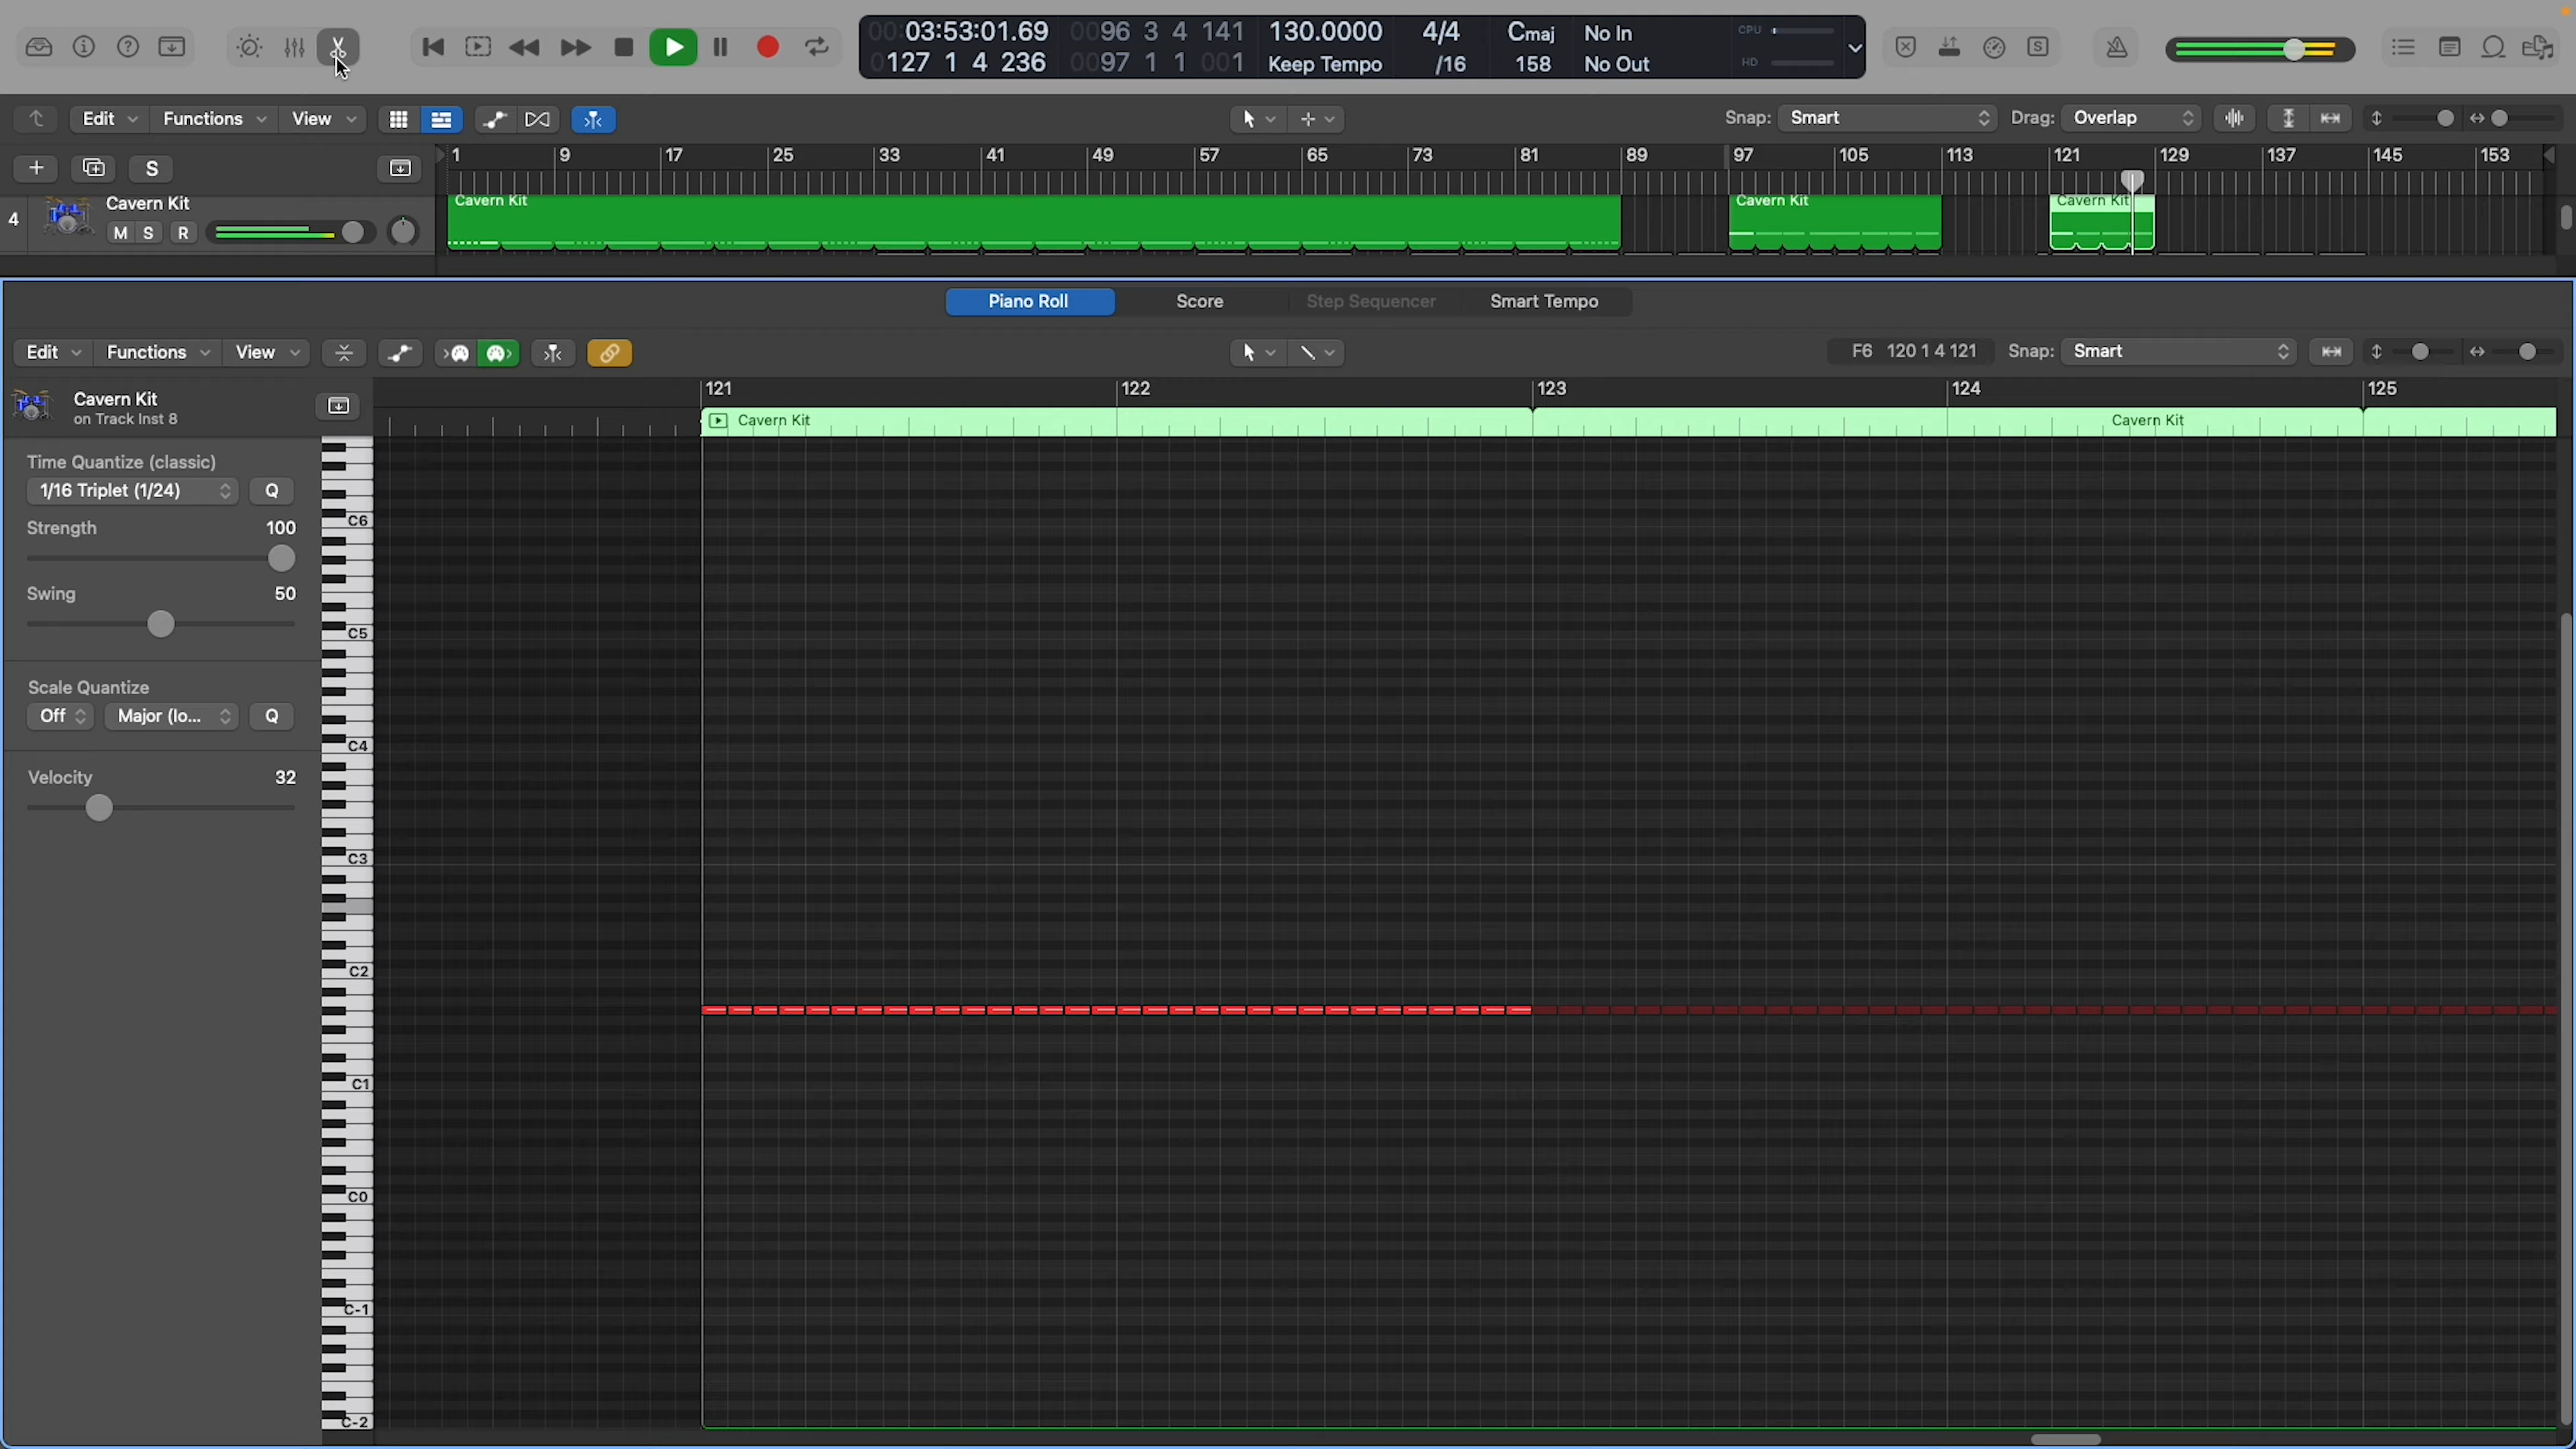 00:03:53:01.69 0096 3 4 141 130.0000 4/4 Cmaj No In CPU
0127 1 4 236 0097 1 1 001 Keep Tempo /16 158 No Out HD
Edit Functions View Snap: Smart Drag: Overlap
S 1 9 17 25 33 41 49 57 65 73 81 89 97 105 113 121 129 137 145 153
4 Cavern Kit Cavern Kit Cavern Kit Cavern Kit
M S R
Piano Roll Score Step Sequencer Smart Tempo
Edit Functions View F6 120 1 4 121 Snap: Smart
Cavern Kit 121 122 123 124 125
on Track Inst 8 Cavern Kit Cavern Kit
Time Quantize (classic)
1/16 Triplet (1/24) Q
Strength 100
Swing 50
Scale Quantize
Off Major (lo... Q
Velocity 32
C6
C5
C4
C3
C2
C1
C0
C-1
C-2